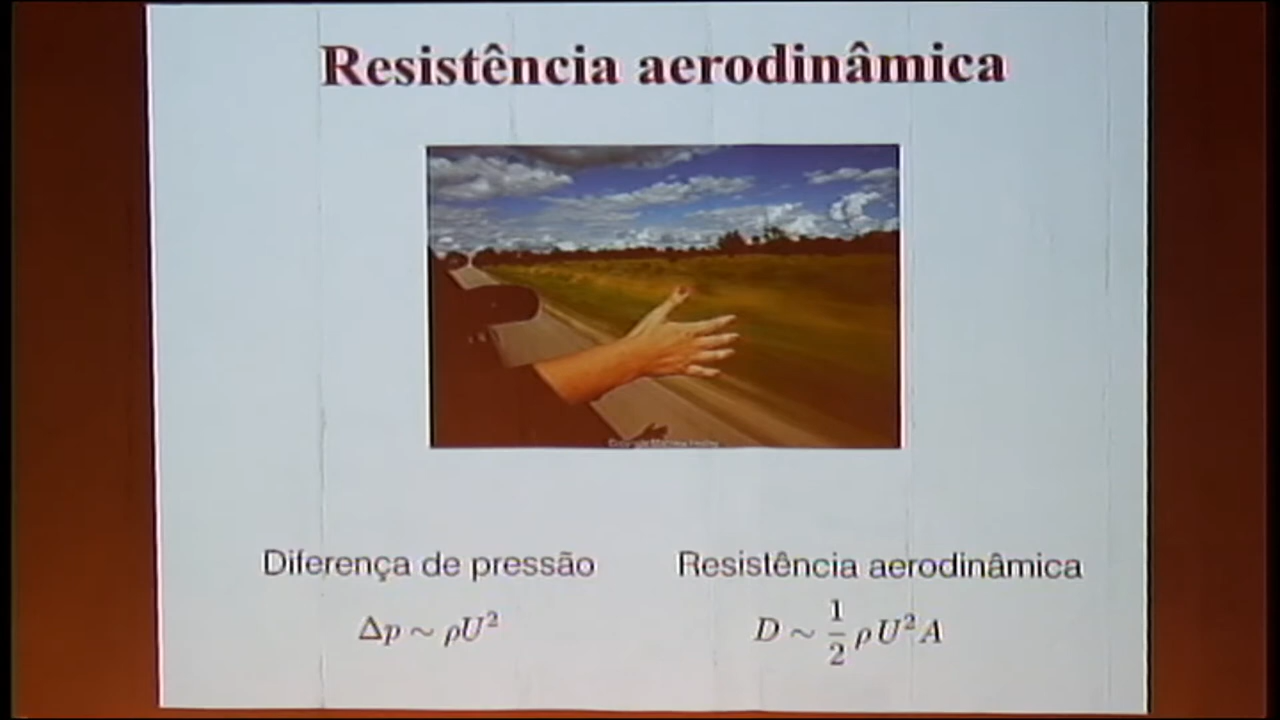 Resistência aerodinâmica
Diferença de pressão
Resistência aerodinâmica
Δp ∼ ρU²
D ∼ 1/2 ρU²A